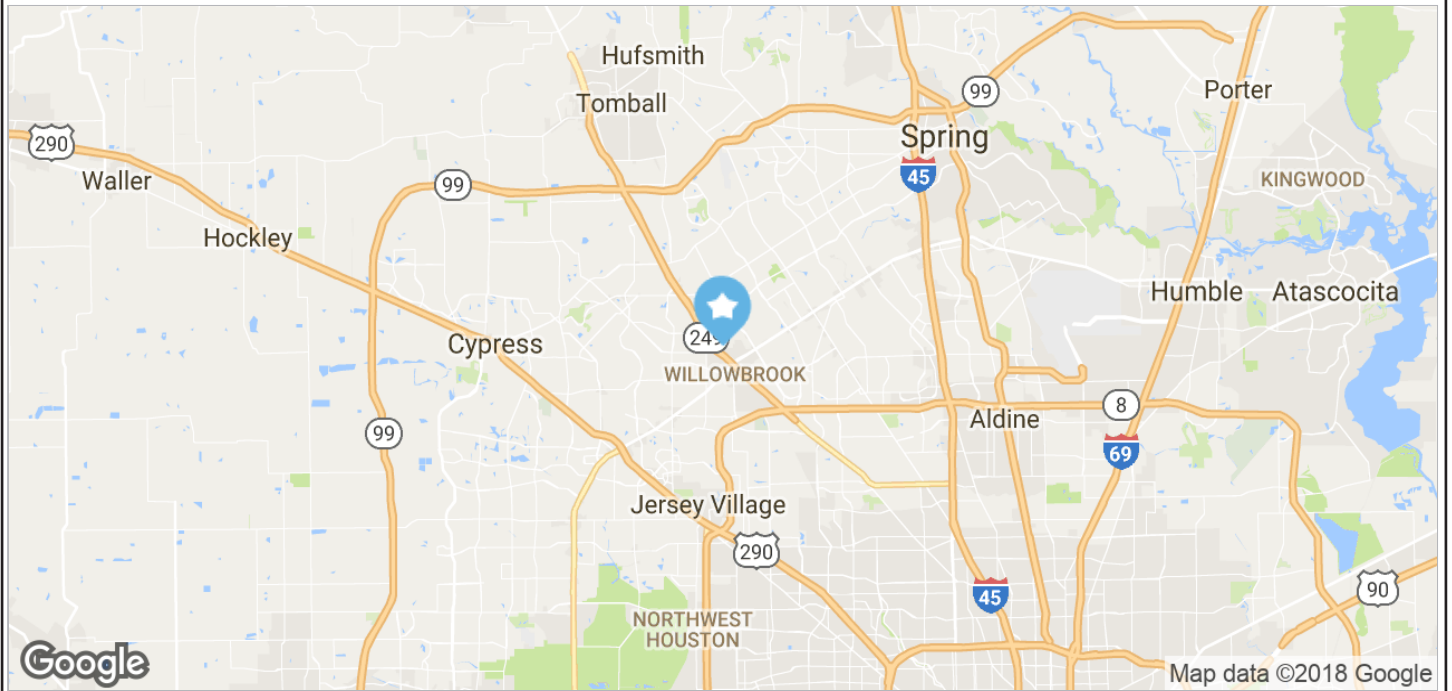 Hufsmith
Tomball
99
Porter
290
Spring
Waller
99
45
KINGWOOD
Hockley
Humble
Atascocita
249
Cypress
WILLOWBROOK
8
Aldine
99
69
Jersey Village
290
90
45
NORTHWEST
HOUSTON
Google
Map data ©2018 Google